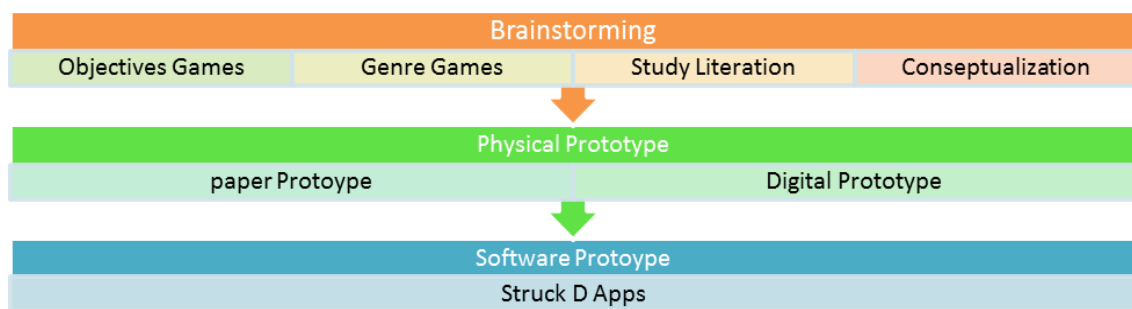 Brainstorming
Objectives Games Genre Games Study Literation Conseptualization
Physical Prototype
paper Protoype Digital Prototype
Software Protoype
Struck D Apps